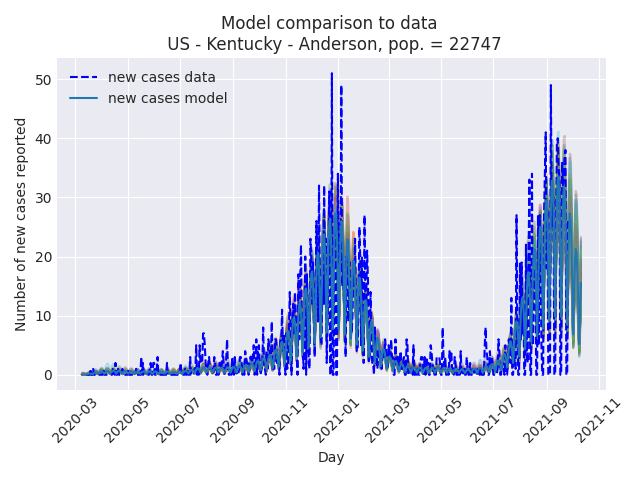 Model comparison to data
US - Kentucky - Anderson, pop. = 22747
new cases data
new cases model
Number of new cases reported
50
40
30
20
10
0
2020-03
2020-05
2020-07
2020-09
2020-11
2021-01
2021-03
2021-05
2021-07
2021-09
2021-11
Day